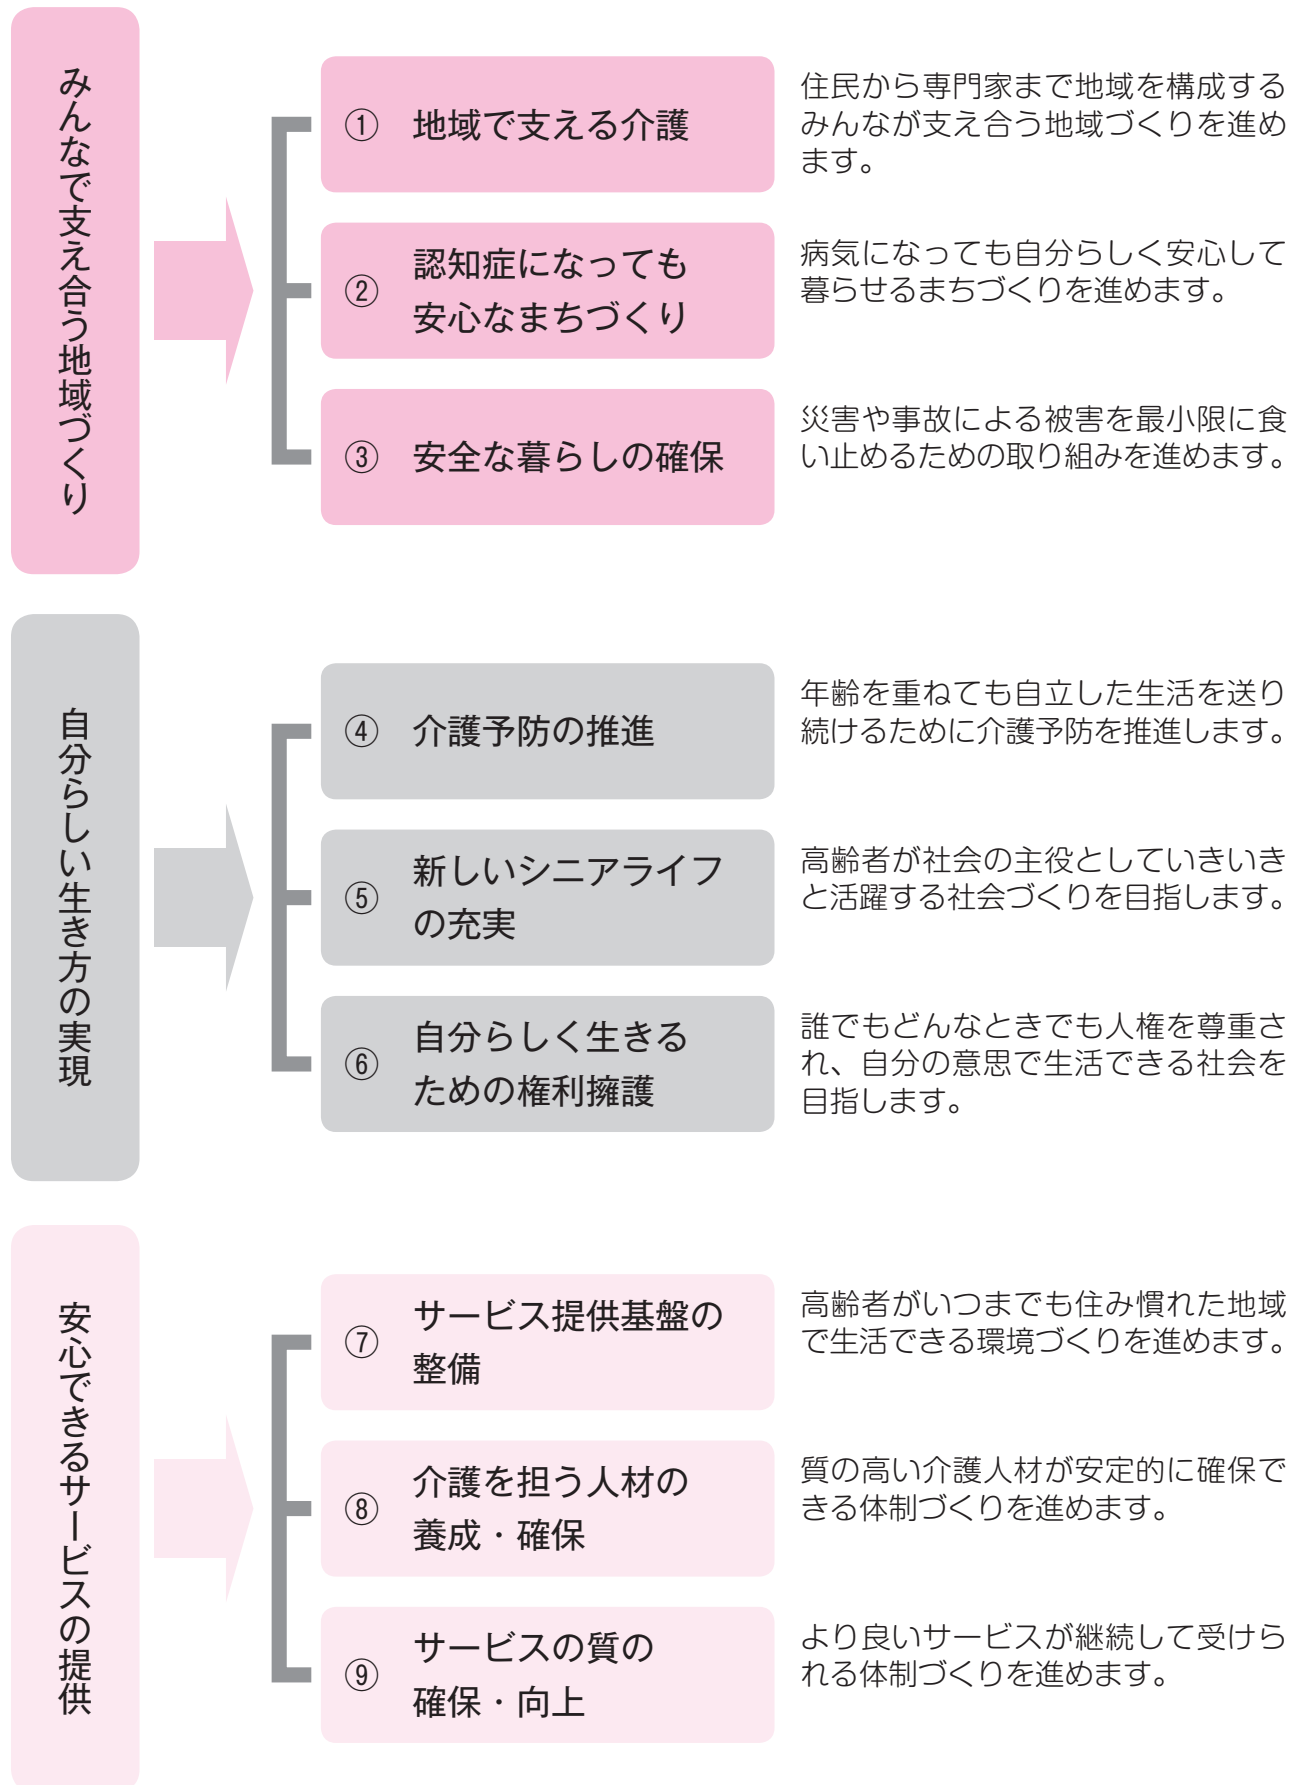 みんなで支え合う地域づくり
① 地域で支える介護
住民から専門家まで地域を構成する
みんなが支え合う地域づくりを進め
ます。
② 認知症になっても
安心なまちづくり
病気になっても自分らしく安心して
暮らせるまちづくりを進めます。
③ 安全な暮らしの確保
災害や事故による被害を最小限に食
い止めるための取り組みを進めます。
自分らしい生き方の実現
④ 介護予防の推進
年齢を重ねても自立した生活を送り
続けるために介護予防を推進します。
⑤ 新しいシニアライフ
の充実
高齢者が社会の主役としていきいき
と活躍する社会づくりを目指します。
⑥ 自分らしく生きる
ための権利擁護
誰でもどんなときでも人権を尊重さ
れ、自分の意思で生活できる社会を
目指します。
安心できるサービスの提供
⑦ サービス提供基盤の
整備
高齢者がいつまでも住み慣れた地域
で生活できる環境づくりを進めます。
⑧ 介護を担う人材の
養成・確保
質の高い介護人材が安定的に確保で
きる体制づくりを進めます。
⑨ サービスの質の
確保・向上
より良いサービスが継続して受けら
れる体制づくりを進めます。